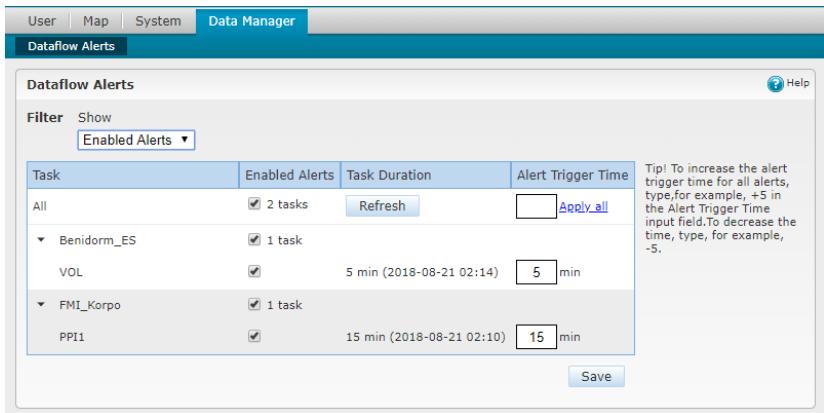 User Map System Data Manager
Dataflow Alerts
Dataflow Alerts
Help
Filter Show
Enabled Alerts
Task Enabled Alerts Task Duration Alert Trigger Time
All 2 tasks Refresh Apply all
Benidorm_ES 1 task
VOL 5 min (2018-08-21 02:14) 5 min
FMI_Korpo 1 task
PPI1 15 min (2018-08-21 02:10) 15 min
Save
Tip! To increase the alert
trigger time for all alerts,
type,for example, +5 in
the Alert Trigger Time
input field.To decrease the
time, type, for example,
-5.